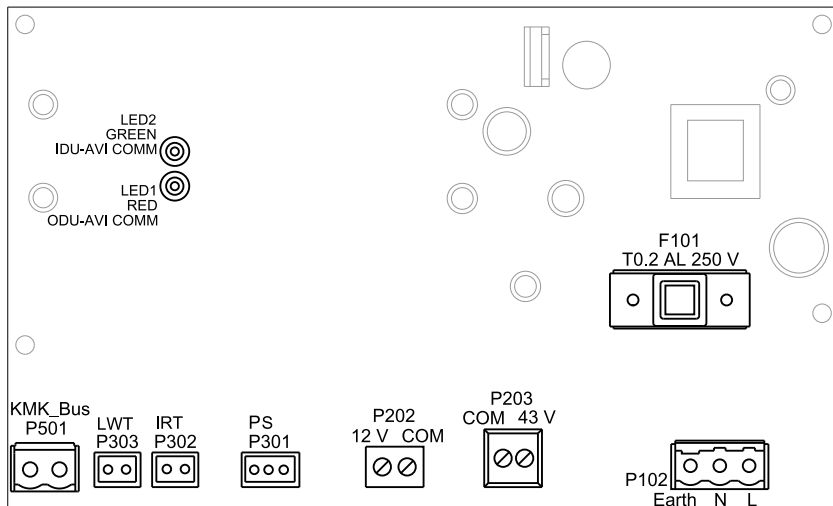 LED2
GREEN
IDU-AVI COMM
LED1
RED
ODU-AVI COMM
F101
T0.2 AL 250 V
KMK_Bus
P501
LWT
P303
IRT
P302
PS
P301
P202
12 V COM
P203
COM 43 V
P102
Earth N L